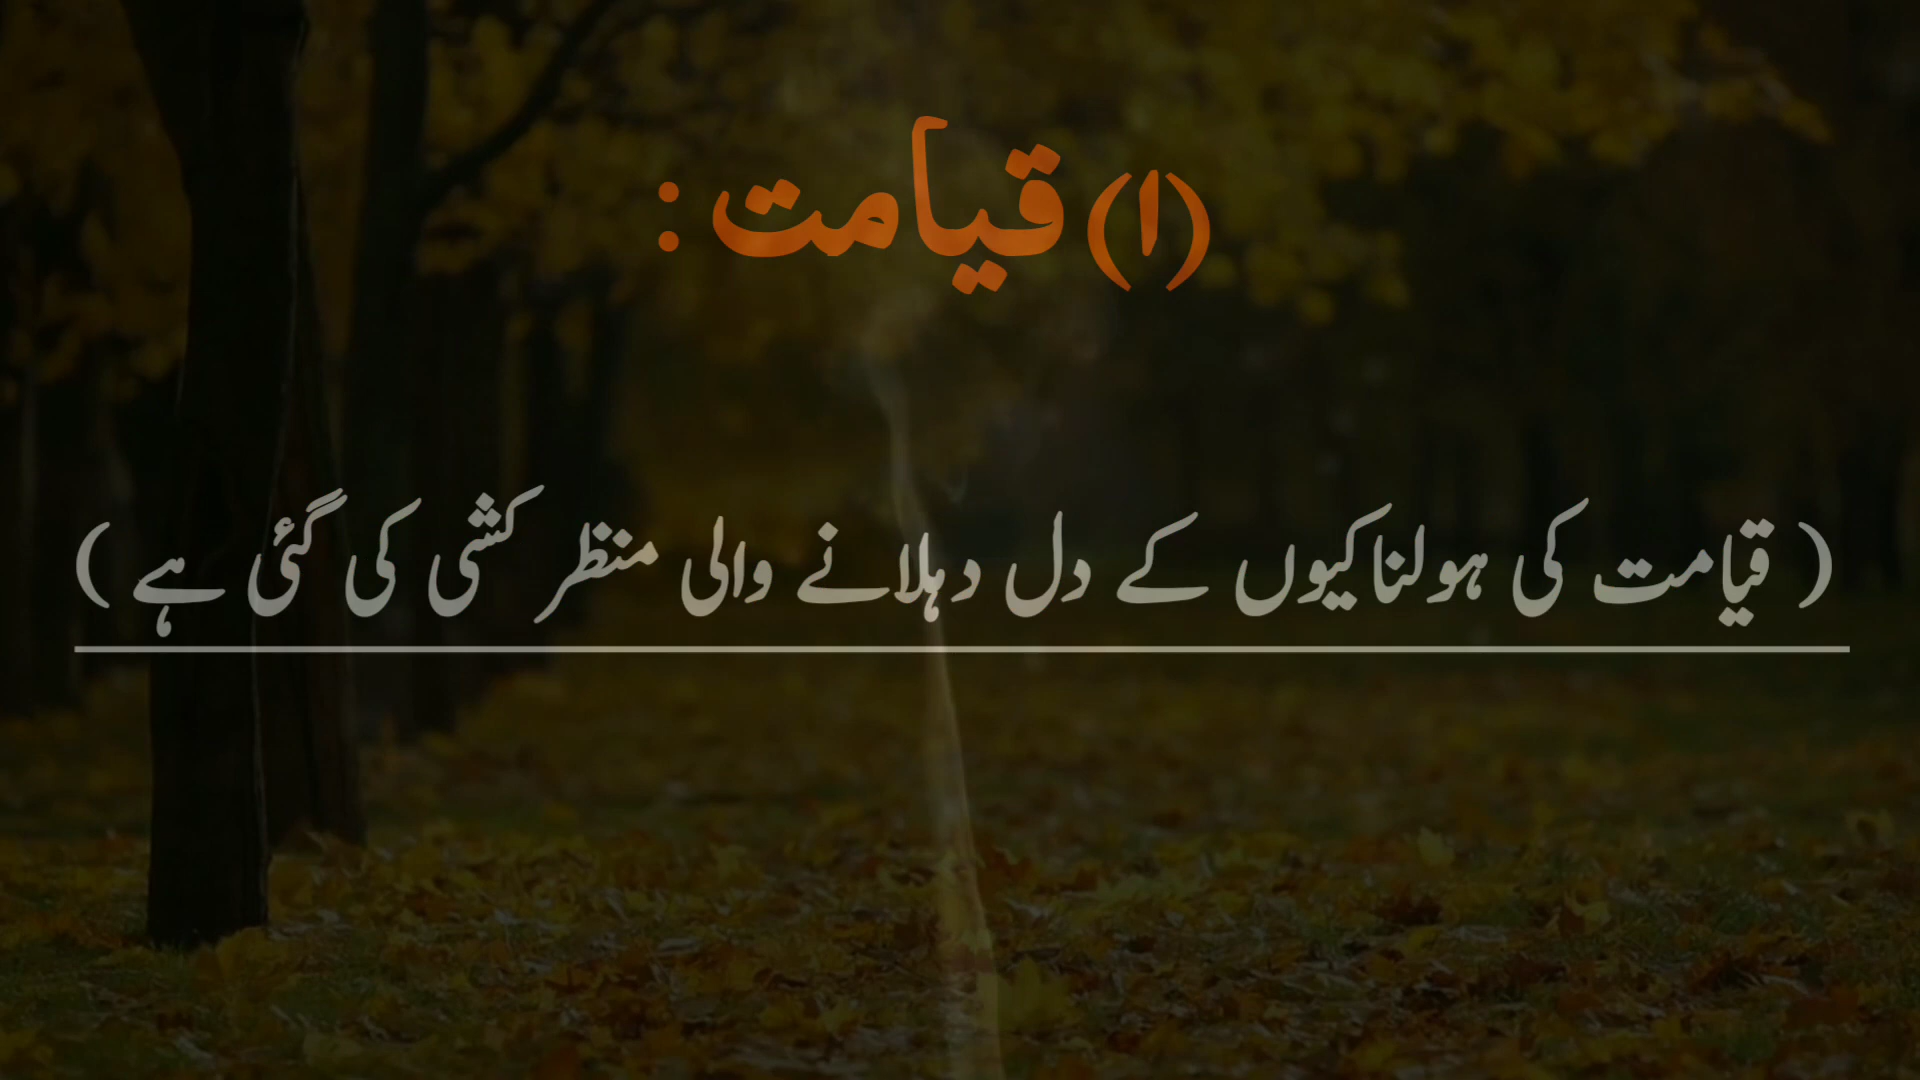 (۱) قیامت :
( قیامت کی ہولناکیوں کے دل دہلانے والی منظر کشی کی گئی ہے )